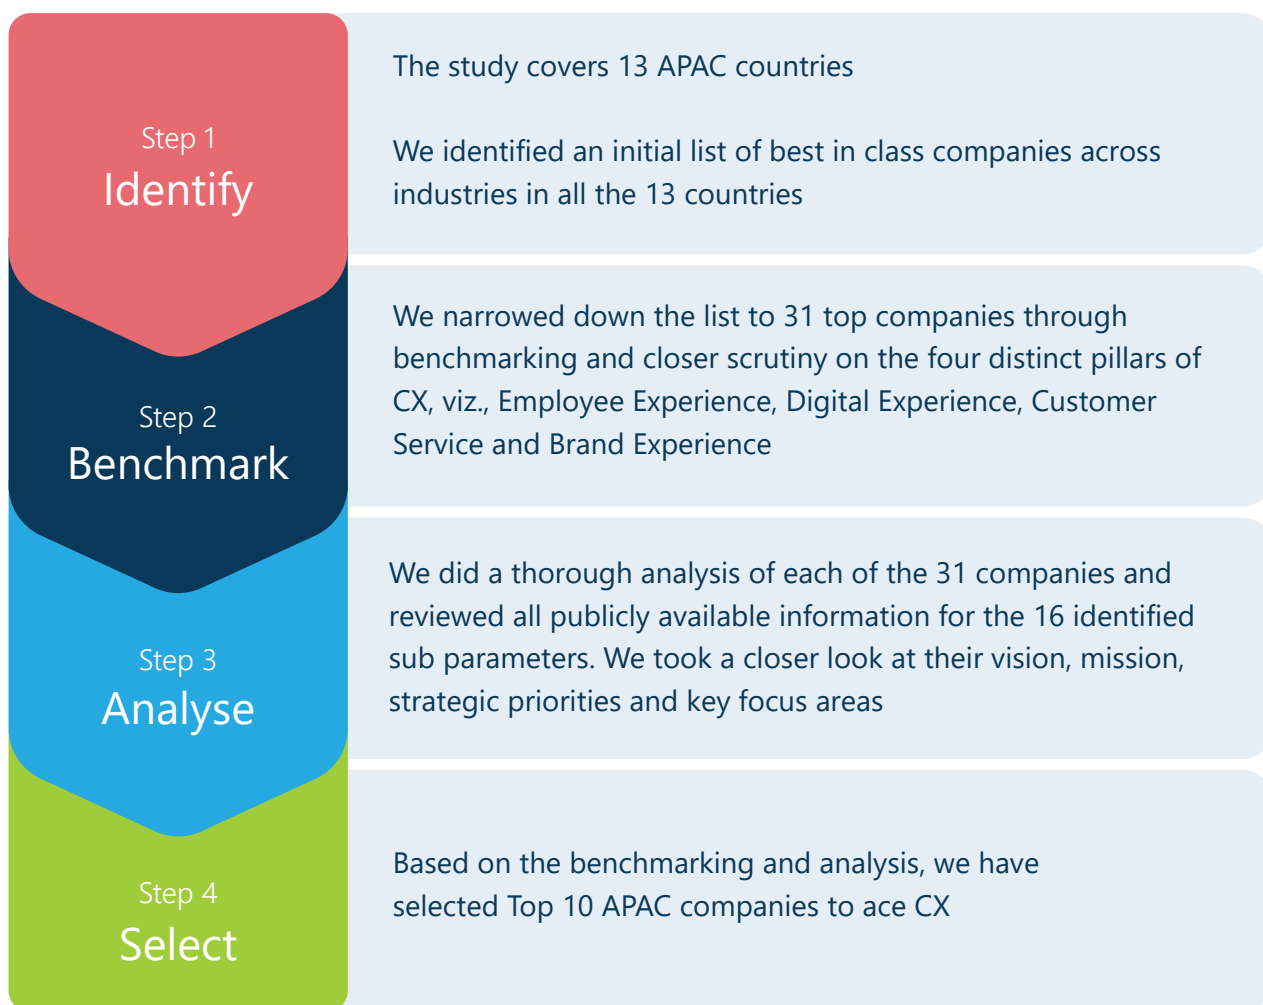 Step 1
Identify
The study covers 13 APAC countries
We identified an initial list of best in class companies across
industries in all the 13 countries
Step 2
Benchmark
We narrowed down the list to 31 top companies through
benchmarking and closer scrutiny on the four distinct pillars of
CX, viz., Employee Experience, Digital Experience, Customer
Service and Brand Experience
Step 3
Analyse
We did a thorough analysis of each of the 31 companies and
reviewed all publicly available information for the 16 identified
sub parameters. We took a closer look at their vision, mission,
strategic priorities and key focus areas
Step 4
Select
Based on the benchmarking and analysis, we have
selected Top 10 APAC companies to ace CX